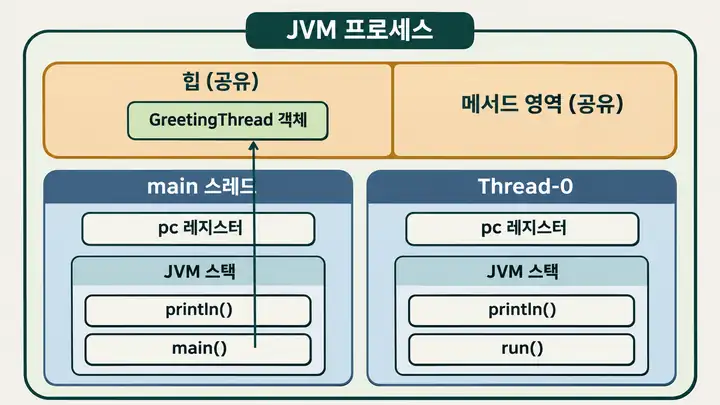 JVM 프로세스
힙 (공유)
GreetingThread 객체
메서드 영역 (공유)
main 스레드
pc 레지스터
JVM 스택
println()
main()
Thread-0
pc 레지스터
JVM 스택
println()
run()